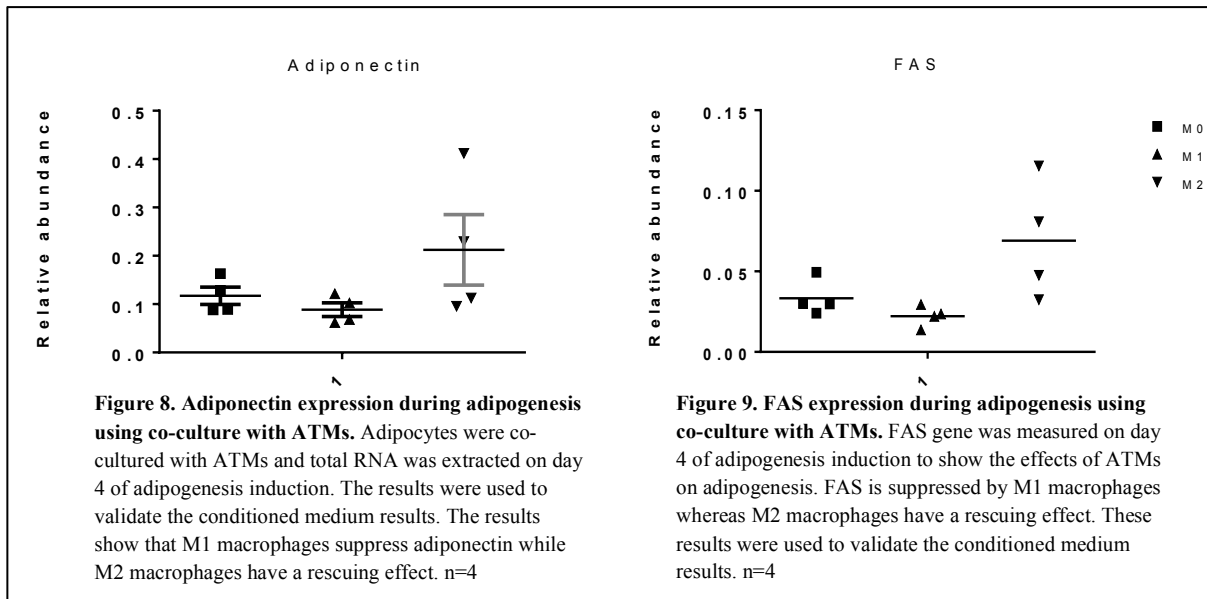 Adiponectin
Relative abundance
0.5
0.4
0.3
0.2
0.1
0.0
Figure 8. Adiponectin expression during adipogenesis
using co-culture with ATMs. Adipocytes were co-
cultured with ATMs and total RNA was extracted on day
4 of adipogenesis induction. The results were used to
validate the conditioned medium results. The results
show that M1 macrophages suppress adiponectin while
M2 macrophages have a rescuing effect. n=4
FAS
Relative abundance
0.15
0.10
0.05
0.00
M0
M1
M2
Figure 9. FAS expression during adipogenesis using
co-culture with ATMs. FAS gene was measured on day
4 of adipogenesis induction to show the effects of ATMs
on adipogenesis. FAS is suppressed by M1 macrophages
whereas M2 macrophages have a rescuing effect. These
results were used to validate the conditioned medium
results. n=4